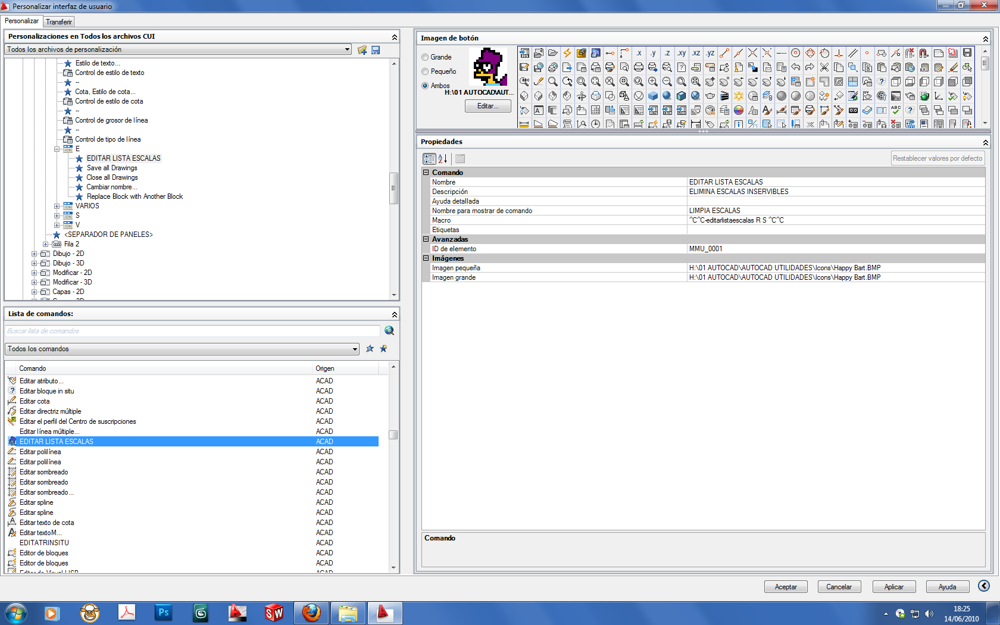 Personalizar interfaz de usuario
Personalizar
Transferir
Personalizaciones en Todos los archivos CUI
Todos los archivos de personalización
Estilo de texto...
Control de estilo de texto
--
Cota, Estilo de cota...
Control de estilo de cota
--
Control de grosor de línea
--
Control de tipo de línea
E
EDITAR LISTA ESCALAS
Save all Drawings
Close all Drawings
Cambiar nombre...
Replace Block with Another Block
VARIOS
S
V
<SEPARADOR DE PANELES>
Fila 2
Dibujo - 2D
Dibujo - 3D
Modificar - 2D
Modificar - 3D
Capas - 2D
Lista de comandos:
Buscar lista de comandos
Todos los comandos
Comando Origen
Editar atributo... ACAD
Editar bloque in situ ACAD
Editar cota ACAD
Editar directriz múltiple ACAD
Editar el perfil del Centro de suscripciones ACAD
Editar línea múltiple... ACAD
EDITAR LISTA ESCALAS ACAD
Editar polilínea ACAD
Editar polilínea ACAD
Editar sombreado ACAD
Editar sombreado ACAD
Editar sombreado... ACAD
Editar spline ACAD
Editar spline ACAD
Editar texto de cota ACAD
Editar textoM... ACAD
EDITATRINSITU ACAD
Editor de bloques ACAD
Editor de bloques ACAD
Editor de Visual LISP ACAD
Imagen de botón
Grande
Pequeño
Ambos
H:\01 AUTOCAD\AUT...
Editar...
.x .y .z .xy .xz .yz
Propiedades
Restablecer valores por defecto
Comando
Nombre EDITAR LISTA ESCALAS
Descripción ELIMINA ESCALAS INSERVIBLES
Ayuda detallada
Nombre para mostrar de comando LIMPIA ESCALAS
Macro ^C^C-editarlistaescalas R S ^C^C
Etiquetas
Avanzadas
ID de elemento MMU_0001
Imágenes
Imagen pequeña H:\01 AUTOCAD\AUTOCAD UTILIDADES\Icons\Happy Bart.BMP
Imagen grande H:\01 AUTOCAD\AUTOCAD UTILIDADES\Icons\Happy Bart.BMP
Comando
Aceptar
Cancelar
Aplicar
Ayuda
Ps
SW
18:25
14/06/2010